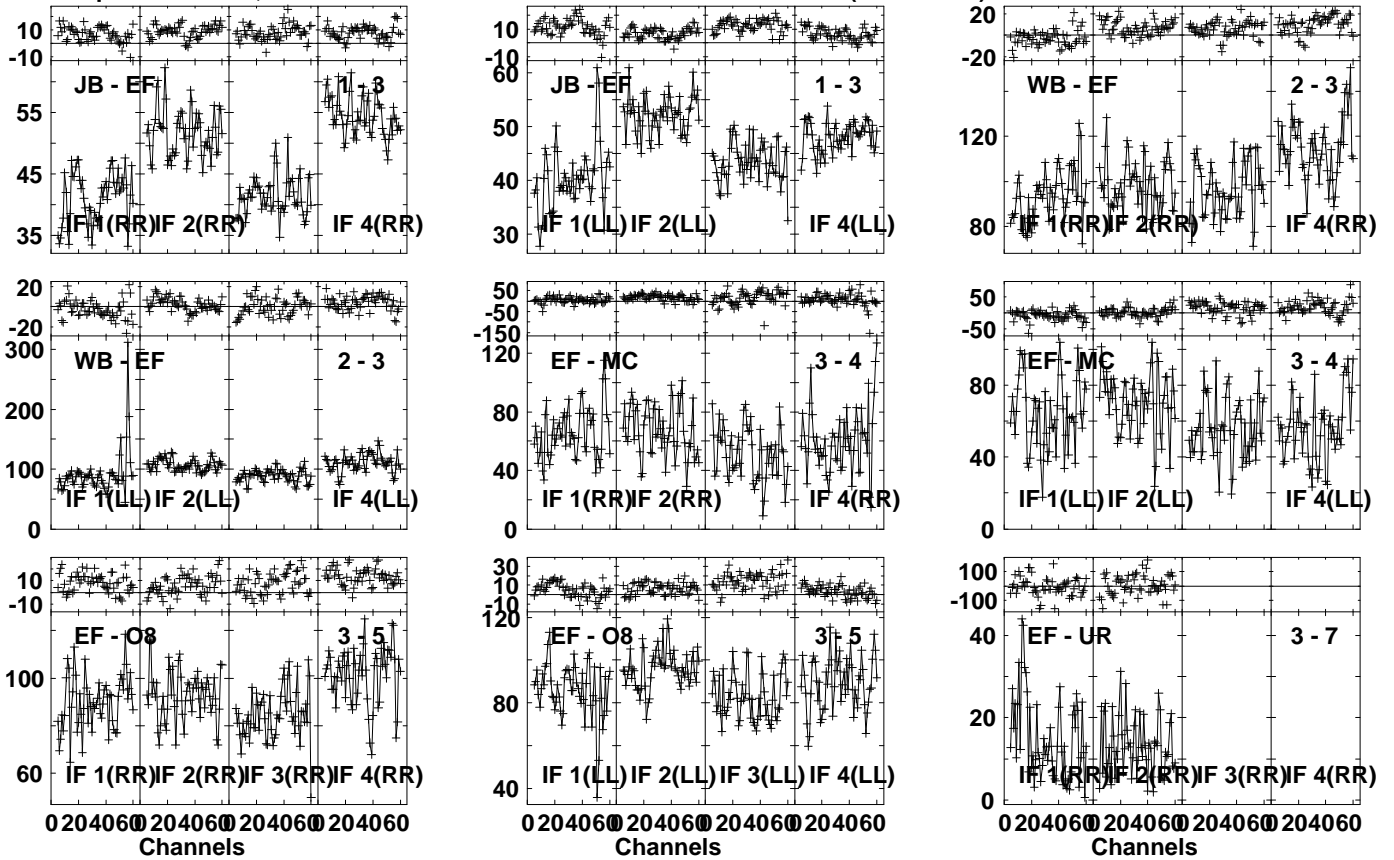 10 10 20
-10 -10 -20
JB - EF 1 - 3 JB - EF 1 - 3 WB - EF 2 - 3
60
55 50 120
45 40
IF 1(RR) IF 2(RR) IF 4(RR) IF 1(LL) IF 2(LL) IF 4(LL) IF 1(RR) IF 2(RR) IF 4(RR)
35 30 80
20 50 50
-20 -50 -50
-150
300 WB - EF 2 - 3 120 EF - MC 3 - 4 EF - MC 3 - 4
200 80 80
100 40 40
IF 1(LL) IF 2(LL) IF 4(LL) IF 1(RR) IF 2(RR) IF 4(RR) IF 1(LL) IF 2(LL) IF 4(LL)
0 0 0
10 30 100
-10 10 -100
-10
120
EF - O8 3 - 5 EF - O8 3 - 5 EF - UR 3 - 7
100 80 40
20
60 40 0
IF 1(RR) IF 2(RR) IF 3(RR) IF 4(RR) IF 1(LL) IF 2(LL) IF 3(LL) IF 4(LL) IF 1(RR) IF 2(RR) IF 3(RR) IF 4(RR)
0 20 40 60 0 20 40 60 0 20 40 60 0 20 40 60 0 20 40 60 0 20 40 60 0 20 40 60 0 20 40 60 0 20 40 60 0 20 40 60 0 20 40 60 0 20 40 60
Channels Channels Channels